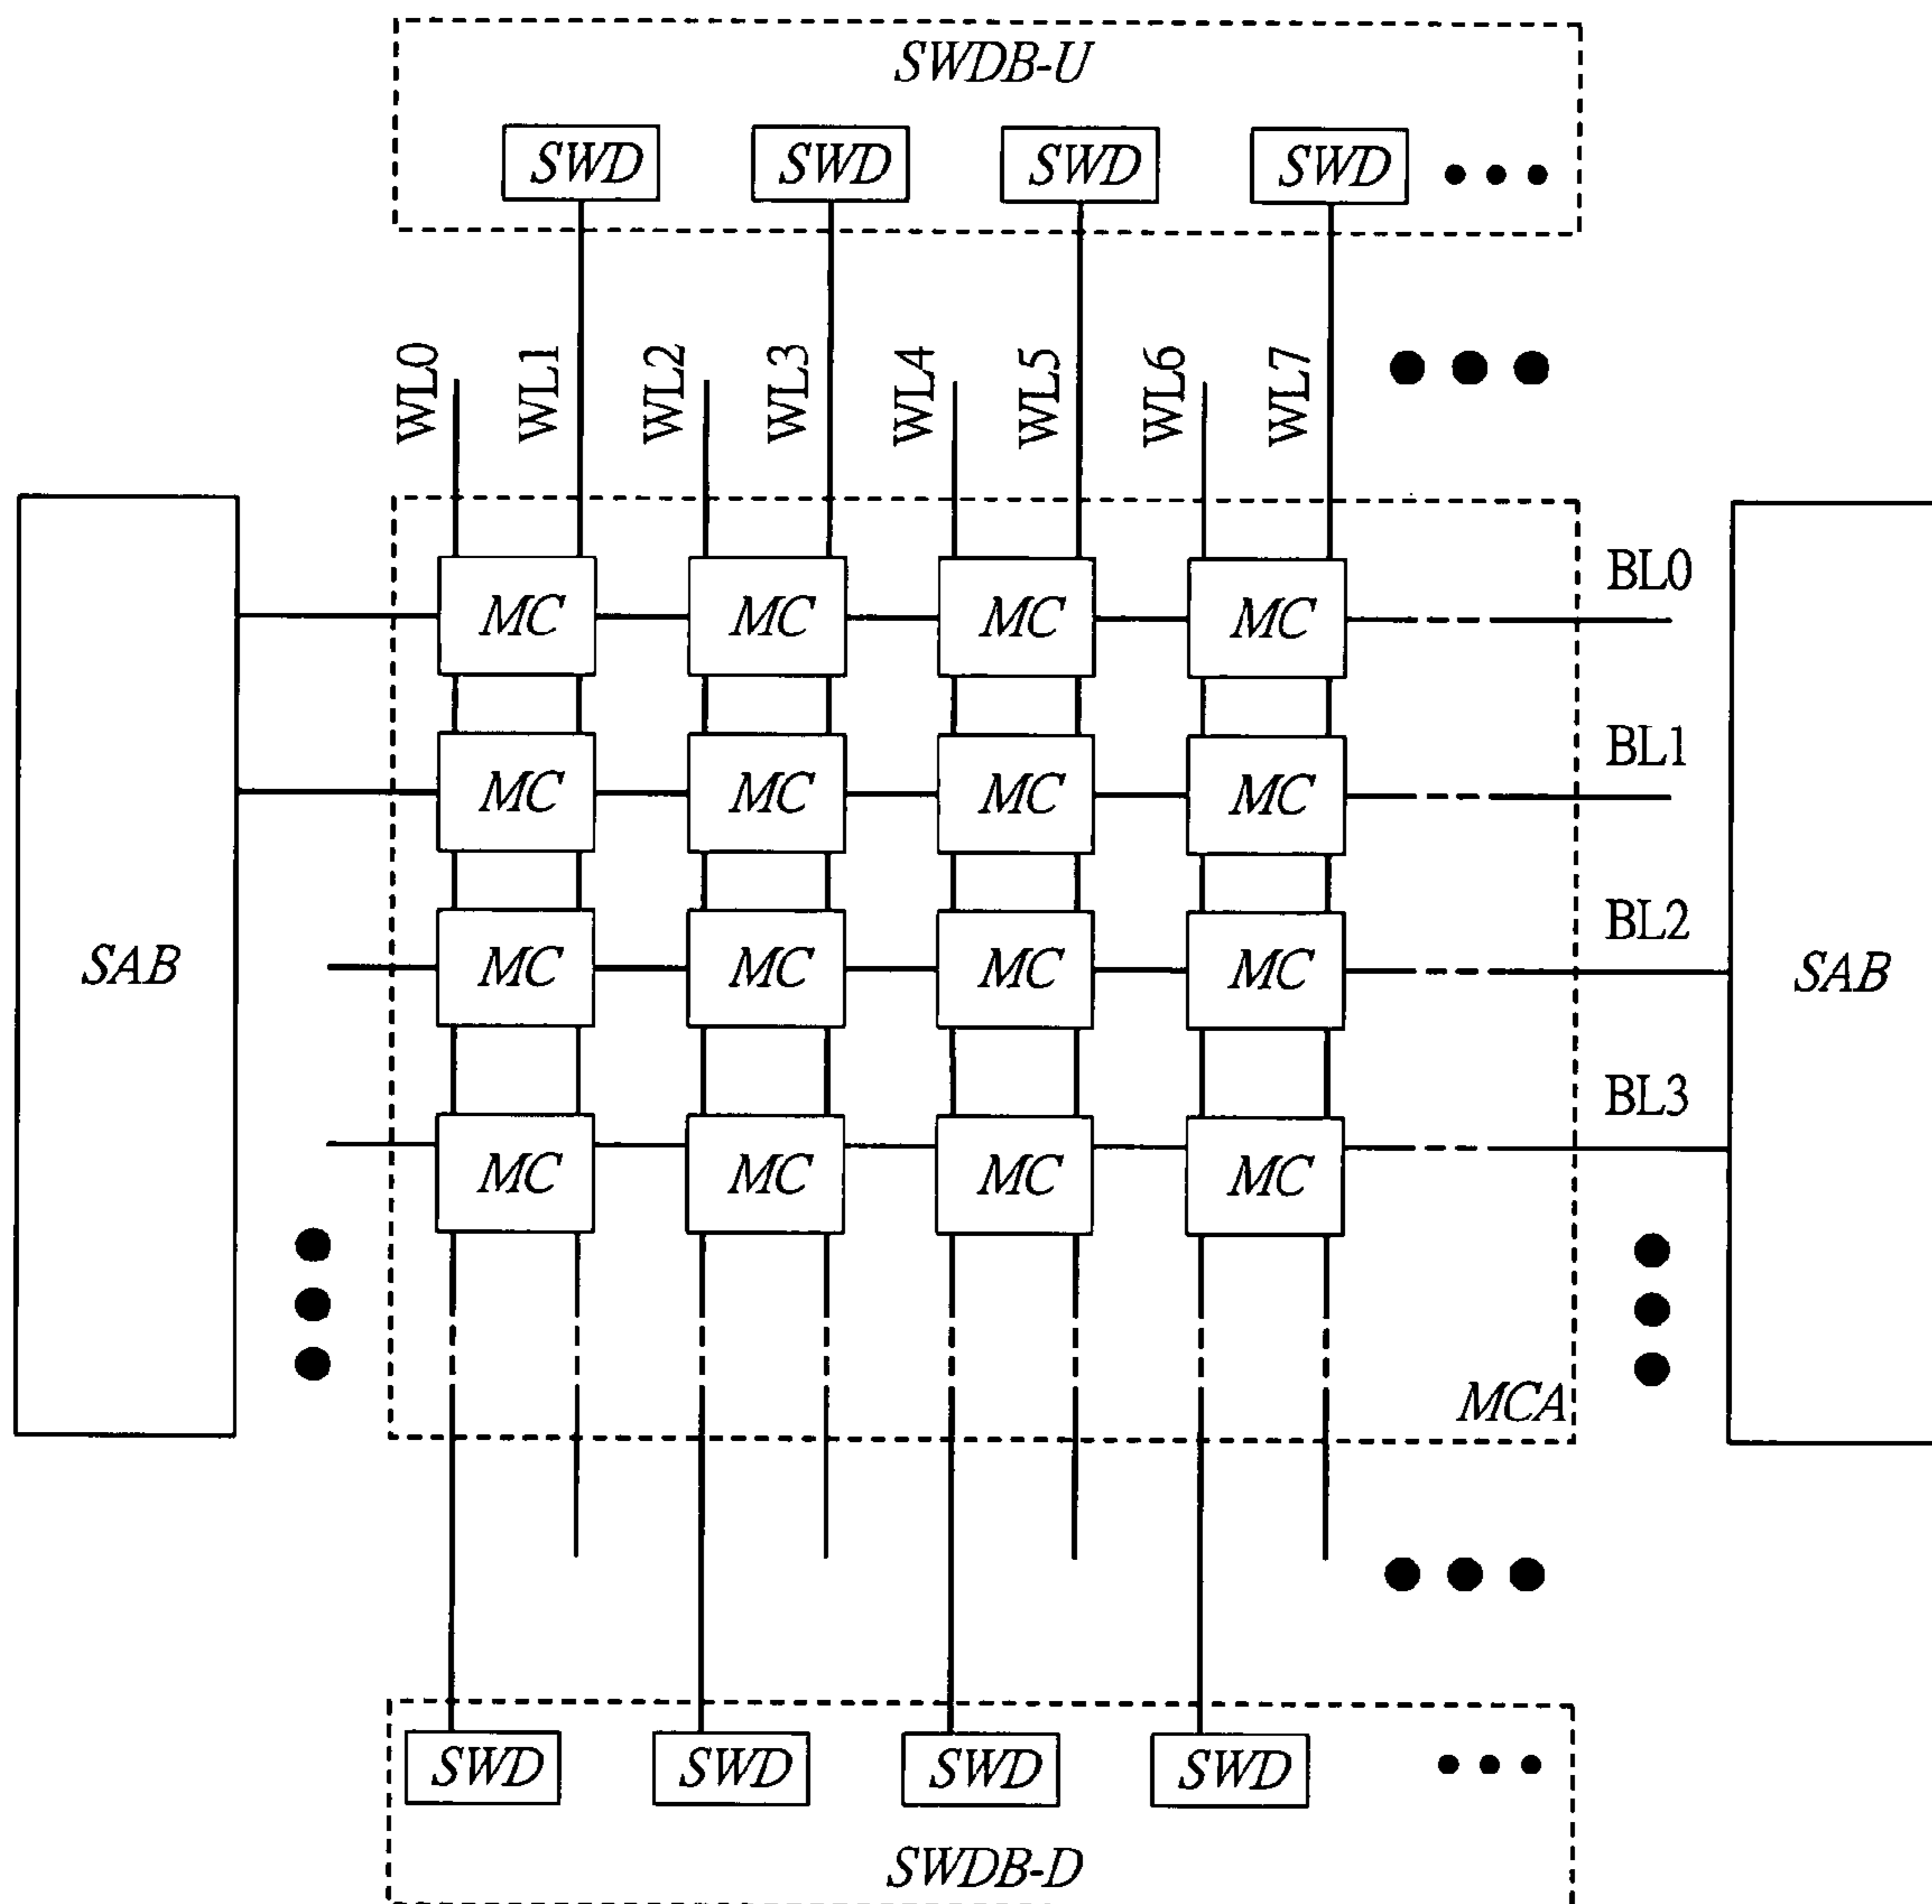 SWDB-U
SWD SWD SWD SWD
WL0 WL1 WL2 WL3 WL4 WL5 WL6 WL7
BL0
MC MC MC MC
BL1
MC MC MC MC
BL2
SAB MC MC MC MC SAB
BL3
MC MC MC MC
MCA
SWD SWD SWD SWD
SWDB-D